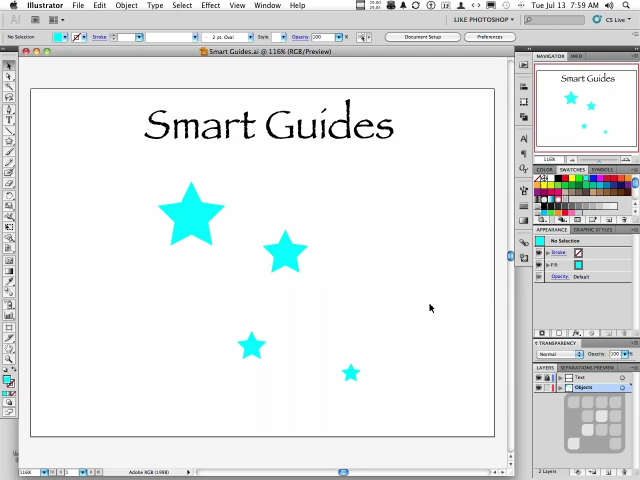 Illustrator File Edit Object Type Select Effect View Window Help Tue Jul 13 7:59 AM
LIKE PHOTOSHOP CS Live
No Selection Stroke: 2 pt. Oval Style: Opacity: 100 Document Setup Preferences
Smart Guides.ai @ 116% (RGB/Preview)
NAVIGATOR INFO
Smart Guides
Smart Guides
116%
COLOR SWATCHES SYMBOLS
APPEARANCE GRAPHIC STYLES
No Selection
Stroke:
Fill:
Opacity: Default
TRANSPARENCY
Normal Opacity: 100 %
LAYERS SEPARATIONS PREVIEW
Text
Objects
116% 1 Adobe RGB (1998)
2 Layers